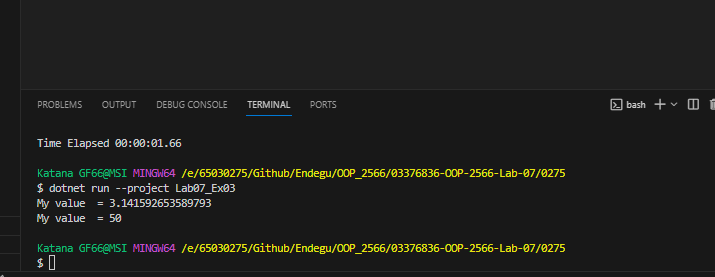 PROBLEMS OUTPUT DEBUG CONSOLE TERMINAL PORTS bash
Time Elapsed 00:00:01.66
Katana GF66@MSI MINGW64 /e/65030275/Github/Endegu/OOP_2566/03376836-OOP-2566-Lab-07/0275
$ dotnet run --project Lab07_Ex03
My value  = 3.141592653589793
My value  = 50
Katana GF66@MSI MINGW64 /e/65030275/Github/Endegu/OOP_2566/03376836-OOP-2566-Lab-07/0275
$